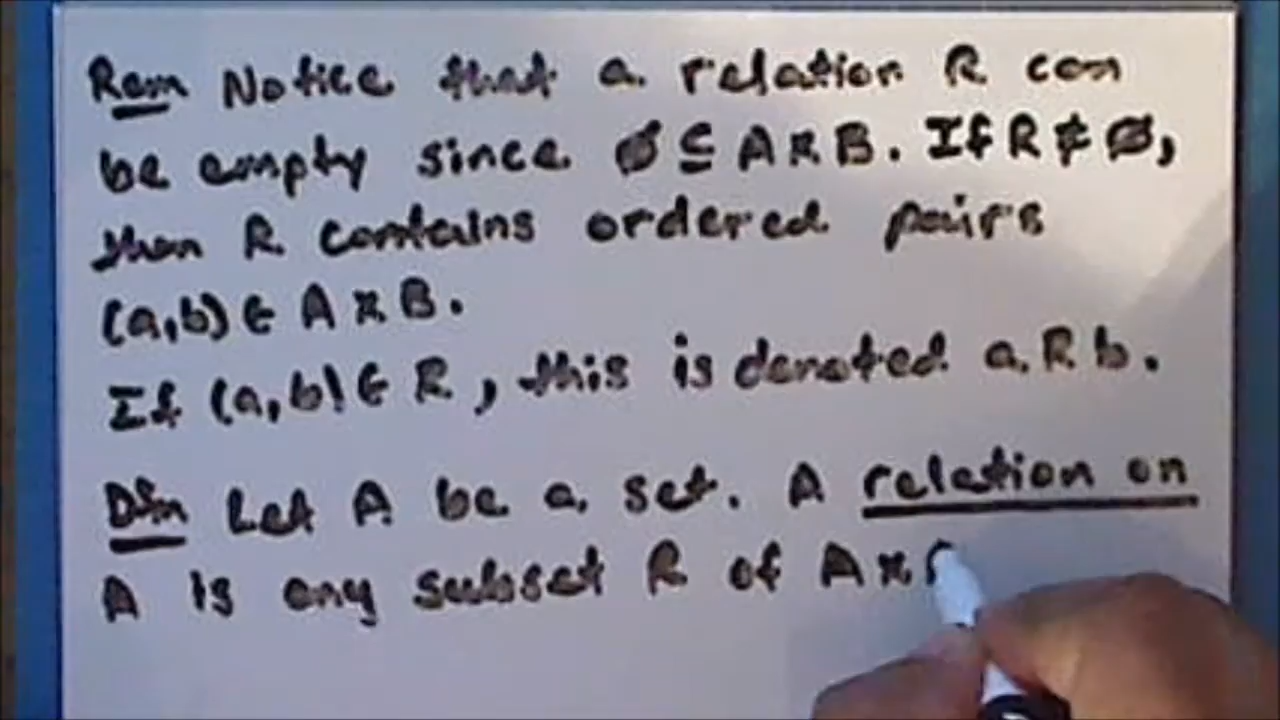 Rem Notice that a relation R can
be empty since ∅ ⊆ A x B. If R ≠ ∅,
then R contains ordered pairs
(a,b) ∈ A x B.
If (a,b) ∈ R, this is denoted a R b.
Dfn Let A be a set. A relation on
A is any subset R of A x